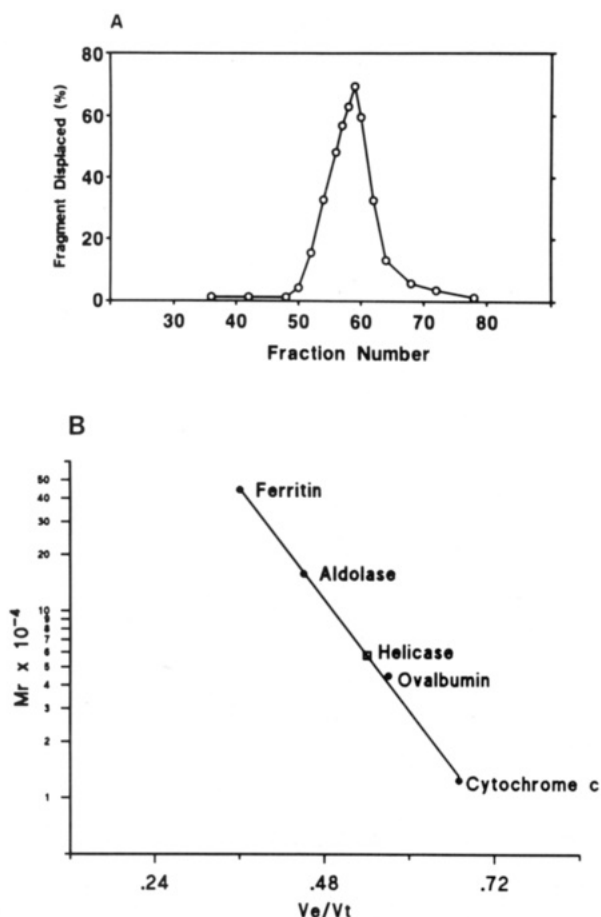 A
Fragment Displaced (%)
80
60
40
20
0
30 40 50 60 70 80
Fraction Number
B
Mr x 10⁻⁴
50
40
30
20
10
9
8
7
6
5
4
3
2
1
Ferritin
Aldolase
Helicase
Ovalbumin
Cytochrome c
.24 .48 .72
Ve/Vt